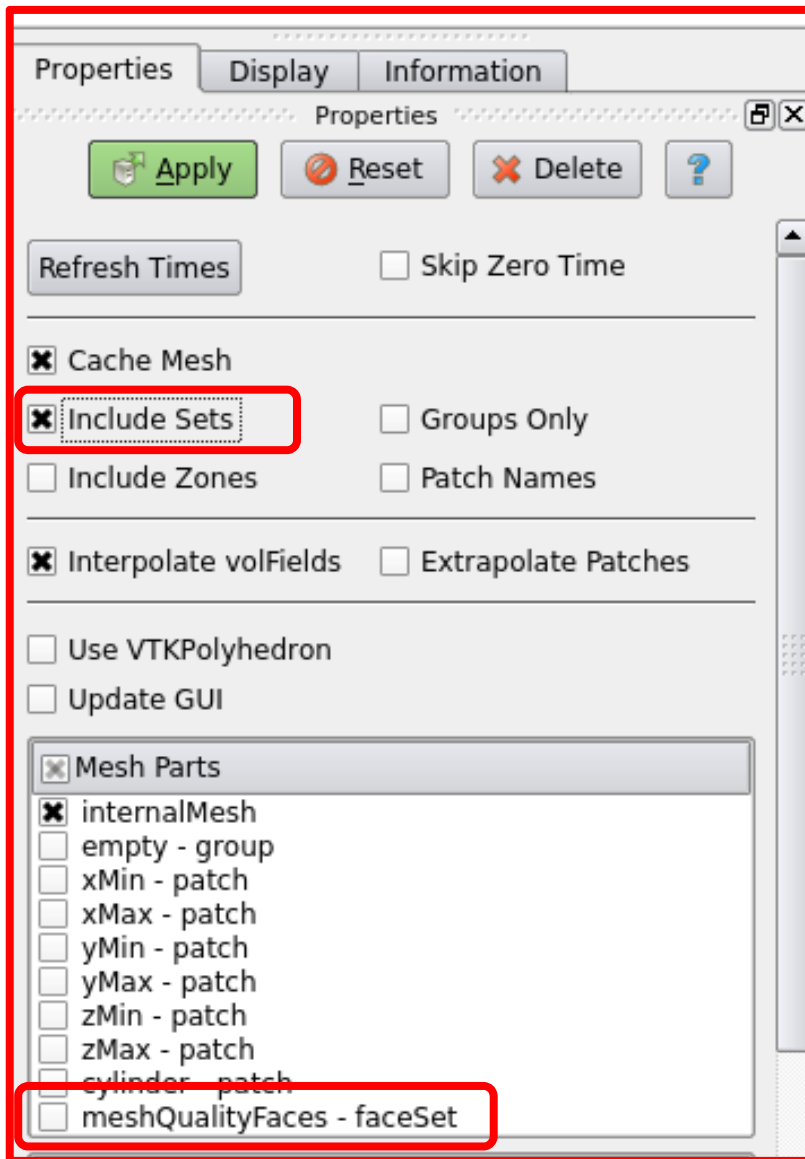 Properties Display Information
Properties
Apply Reset Delete ?
Refresh Times Skip Zero Time
Cache Mesh
Include Sets Groups Only
Include Zones Patch Names
Interpolate volFields Extrapolate Patches
Use VTKPolyhedron
Update GUI
Mesh Parts
internalMesh
empty - group
xMin - patch
xMax - patch
yMin - patch
yMax - patch
zMin - patch
zMax - patch
cylinder - patch
meshQualityFaces - faceSet